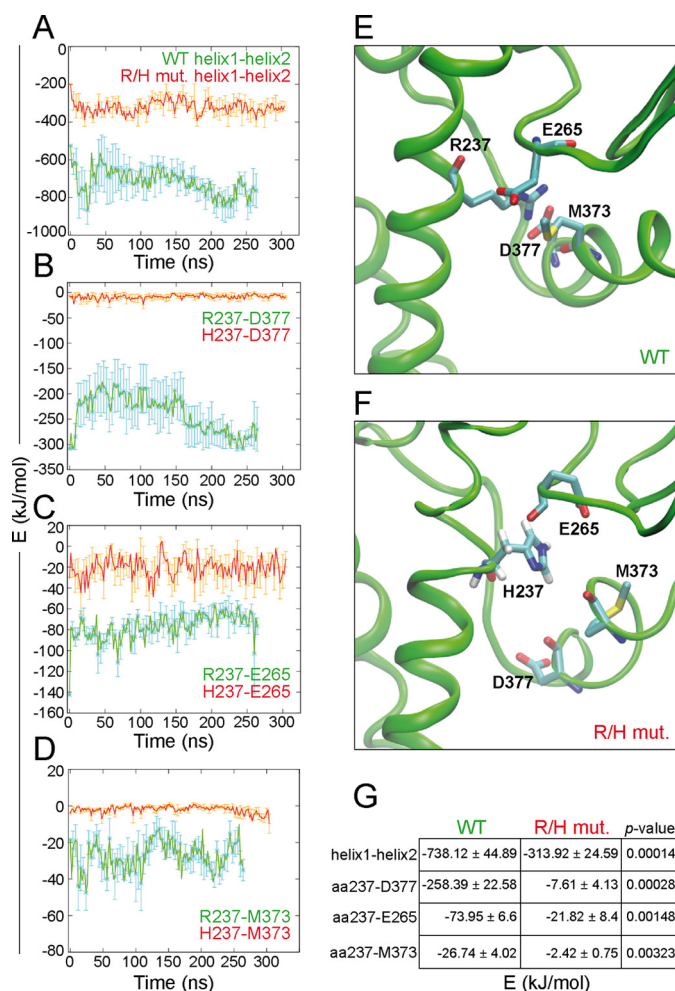 A
WT helix1-helix2
R/H mut. helix1-helix2
0
-200
-400
-600
-800
-1000
0 50 100 150 200 250 300
Time (ns)
B
R237-D377
H237-D377
0
-50
-100
-150
-200
-250
-300
-350
0 50 100 150 200 250 300
Time (ns)
C
R237-E265
H237-E265
20
0
-20
-40
-60
-80
-100
-120
-140
-160
0 50 100 150 200 250 300
Time (ns)
D
R237-M373
H237-M373
20
0
-20
-40
-60
-80
0 50 100 150 200 250 300
Time (ns)
E (kJ/mol)
E
E265
R237
M373
D377
WT
F
E265
M373
H237
D377
R/H mut.
G
WT R/H mut. p-value
helix1-helix2 -738.12 ± 44.89 -313.92 ± 24.59 0.00014
aa237-D377 -258.39 ± 22.58 -7.61 ± 4.13 0.00028
aa237-E265 -73.95 ± 6.6 -21.82 ± 8.4 0.00148
aa237-M373 -26.74 ± 4.02 -2.42 ± 0.75 0.00323
E (kJ/mol)